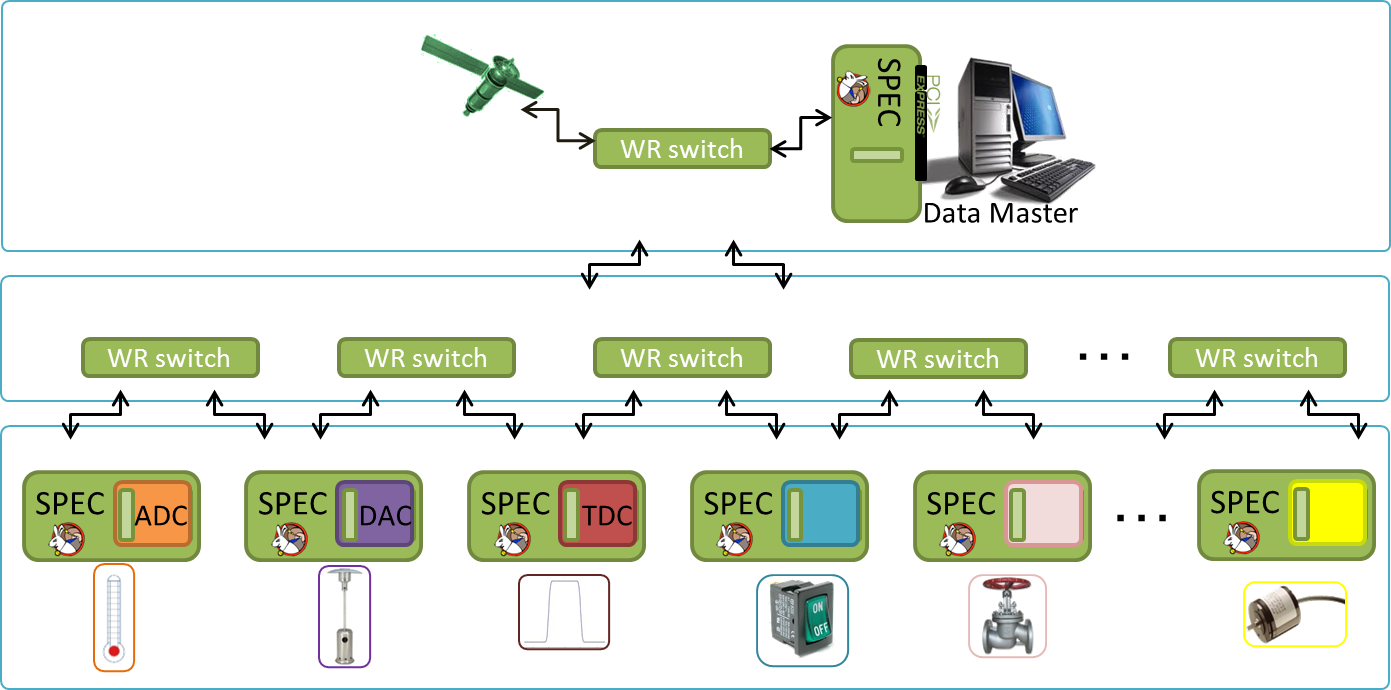 SPEC
PCI
EXPRESS
WR switch
Data Master
WR switch
WR switch
WR switch
WR switch
...
WR switch
SPEC
ADC
SPEC
DAC
SPEC
TDC
SPEC
SPEC
...
SPEC
ON
OFF